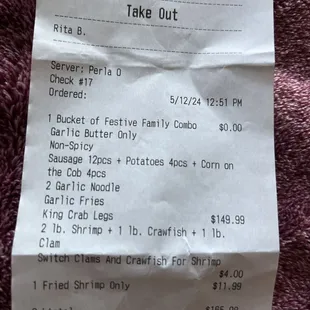 Take Out
Rita B.
Server: Perla O
Check #17
Ordered:
5/12/24 12:51 PM
1 Bucket of Festive Family Combo $0.00
Garlic Butter Only
Non-Spicy
Sausage 12pcs + Potatoes 4pcs + Corn on
the Cob 4pcs
2 Garlic Noodle
Garlic Fries
King Crab Legs $149.99
2 lb. Shrimp + 1 lb. Crawfish + 1 lb.
Clam
Switch Clams And Crawfish For Shrimp
$4.00
1 Fried Shrimp Only $11.99